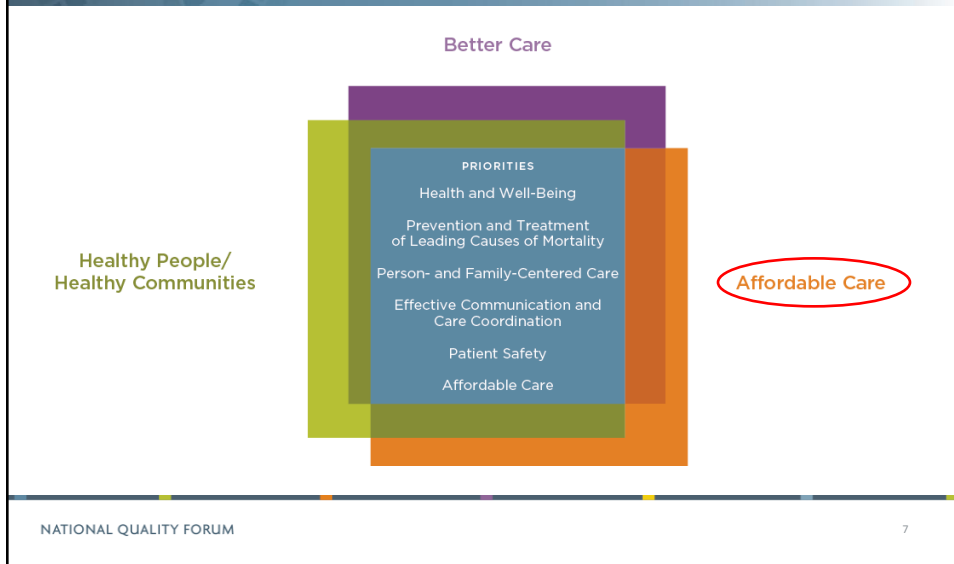 Better Care
PRIORITIES
Health and Well-Being
Prevention and Treatment
of Leading Causes of Mortality
Person- and Family-Centered Care
Effective Communication and
Care Coordination
Patient Safety
Affordable Care
Healthy People/
Healthy Communities
Affordable Care
NATIONAL QUALITY FORUM
7